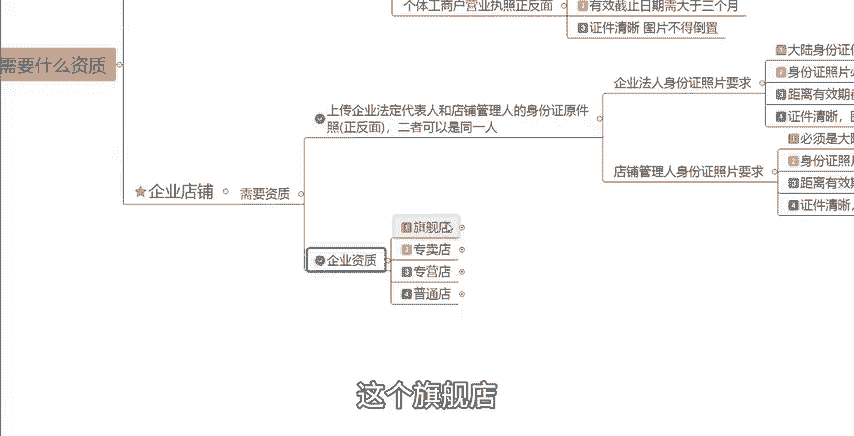 个体工商户营业执照正反面
2有效截止日期需大于三个月
3证件清晰 图片不得倒置
需要什么资质
1大陆身份证
上传企业法定代表人和店铺管理人的身份证原件
照(正反面)，二者可以是同一人
企业法人身份证照片要求
2身份证照片必
3距离有效期
4证件清晰，
1必须是大陆
店铺管理人身份证照片要求
2身份证照片
3距离有效期
4证件清晰，
企业店铺
需要资质
1旗舰店
企业资质
2专卖店
3专营店
4普通店
这个旗舰店